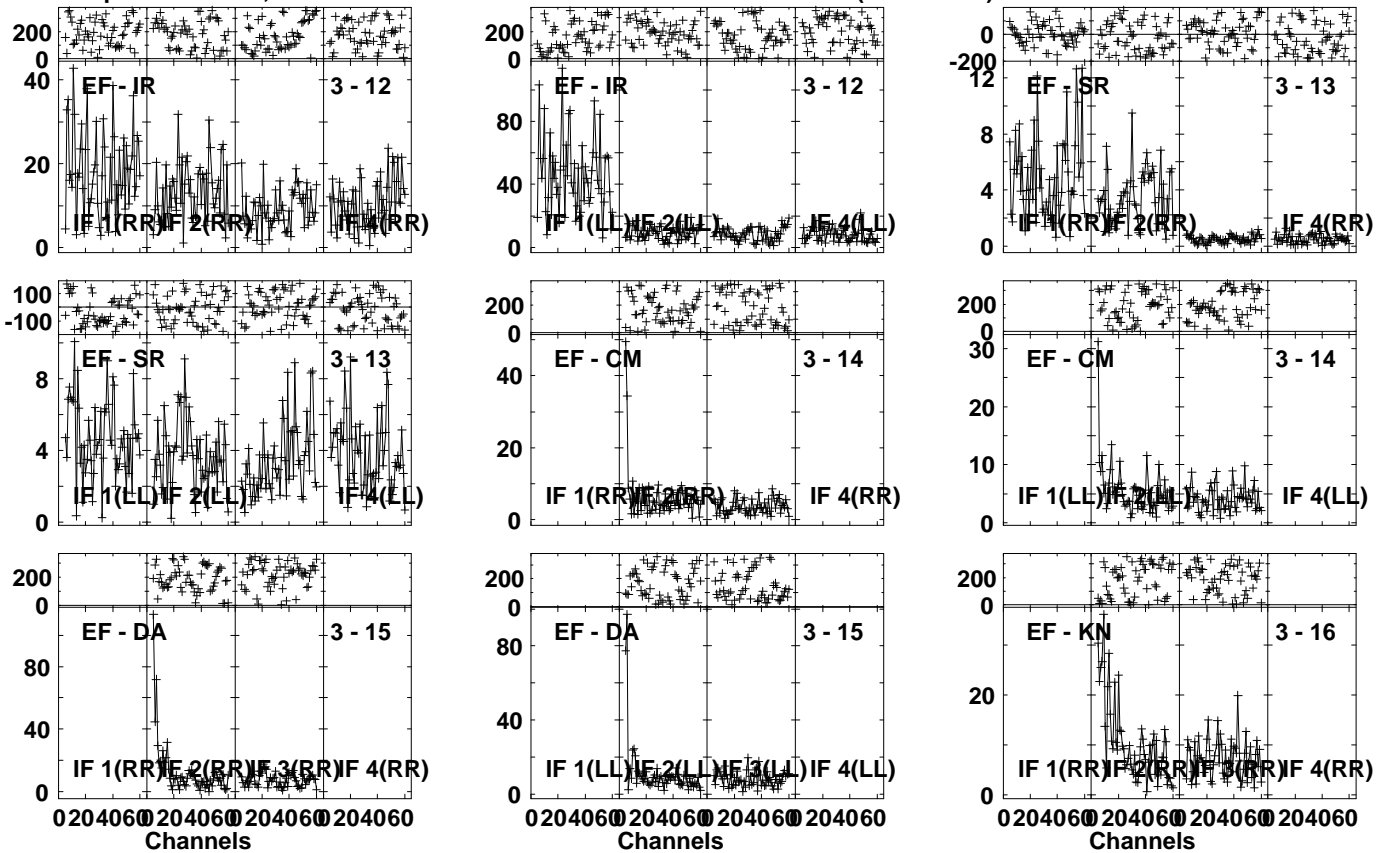 200
0
200
0
0
-200
EF - IR 3 - 12
40
20
0
IF 1(RR) IF 2(RR) IF 4(RR)
EF - IR 3 - 12
80
40
0
IF 1(LL) IF 2(LL) IF 4(LL)
EF - SR 3 - 13
12
8
4
0
IF 1(RR) IF 2(RR) IF 4(RR)
100
-100
200
0
200
0
EF - SR 3 - 13
8
4
0
IF 1(LL) IF 2(LL) IF 4(LL)
EF - CM 3 - 14
40
20
0
IF 1(RR) IF 2(RR) IF 4(RR)
EF - CM 3 - 14
30
20
10
0
IF 1(LL) IF 2(LL) IF 4(LL)
200
0
200
0
200
0
EF - DA 3 - 15
80
40
0
IF 1(RR) IF 2(RR) IF 3(RR) IF 4(RR)
EF - DA 3 - 15
80
40
0
IF 1(LL) IF 2(LL) IF 3(LL) IF 4(LL)
EF - KN 3 - 16
20
0
IF 1(RR) IF 2(RR) IF 3(RR) IF 4(RR)
0 20 40 60 0 20 40 60 0 20 40 60 0 20 40 60
Channels
0 20 40 60 0 20 40 60 0 20 40 60 0 20 40 60
Channels
0 20 40 60 0 20 40 60 0 20 40 60 0 20 40 60
Channels